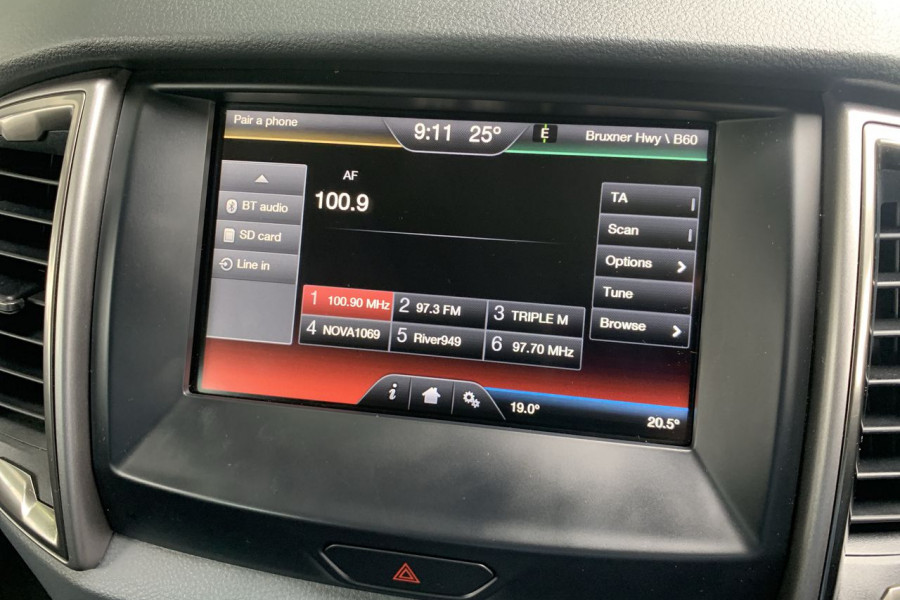 Pair a phone
9:11 25°
E
Bruxner Hwy \ B60
AF
100.9
BT audio
SD card
Line in
TA
Scan
Options
Tune
Browse
1 100.90 MHz
2 97.3 FM
3 TRIPLE M
4 NOVA1069
5 River949
6 97.70 MHz
i
19.0°
20.5°